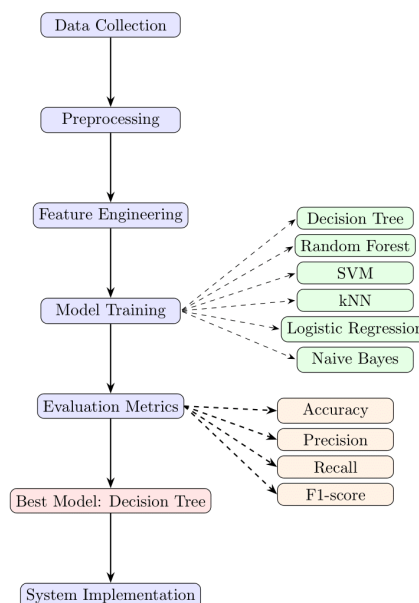 Data Collection
Preprocessing
Feature Engineering
Decision Tree
Random Forest
SVM
kNN
Model Training
Logistic Regression
Naive Bayes
Evaluation Metrics
Accuracy
Precision
Recall
F1-score
Best Model: Decision Tree
System Implementation